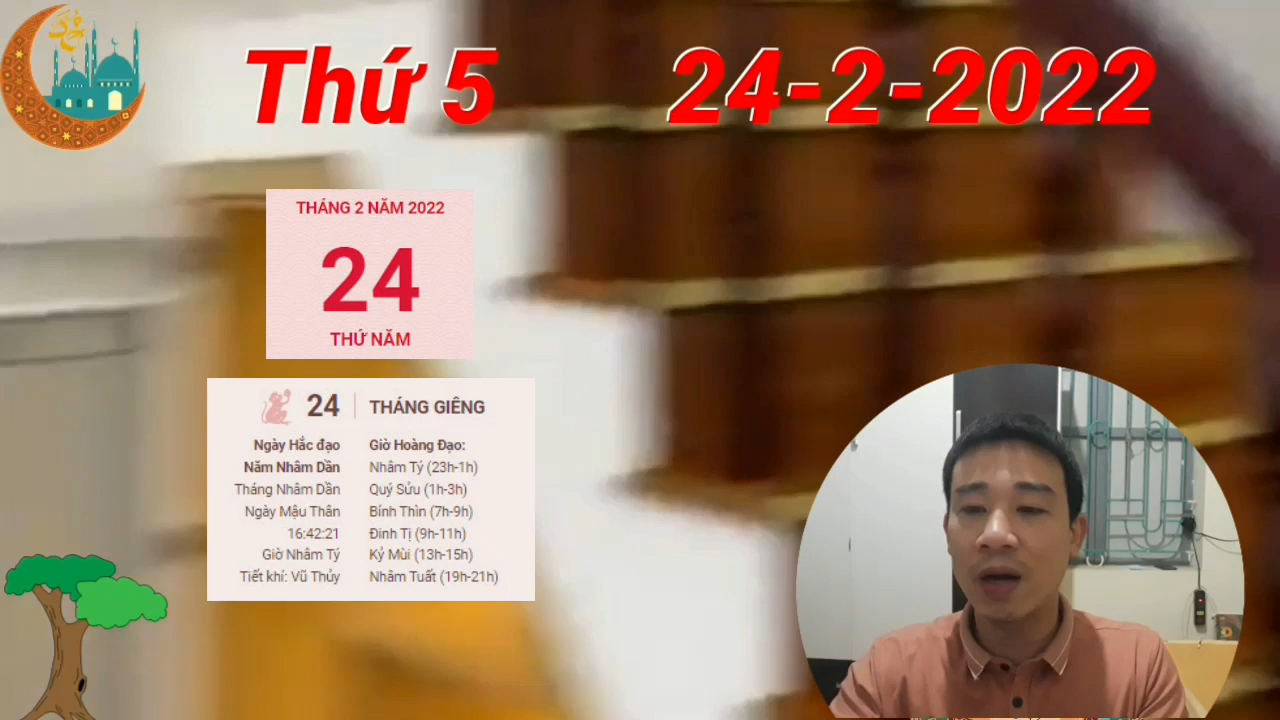 Thứ 5 24-2-2022
THÁNG 2 NĂM 2022
24
THỨ NĂM
24 THÁNG GIÊNG
Ngày Hắc đạo Giờ Hoàng Đạo:
Năm Nhâm Dần Nhâm Tý (23h-1h)
Tháng Nhâm Dần Quý Sửu (1h-3h)
Ngày Mậu Thân Bính Thìn (7h-9h)
16:42:21 Đinh Tị (9h-11h)
Giờ Nhâm Tý Kỷ Mùi (13h-15h)
Tiết khí: Vũ Thủy Nhâm Tuất (19h-21h)